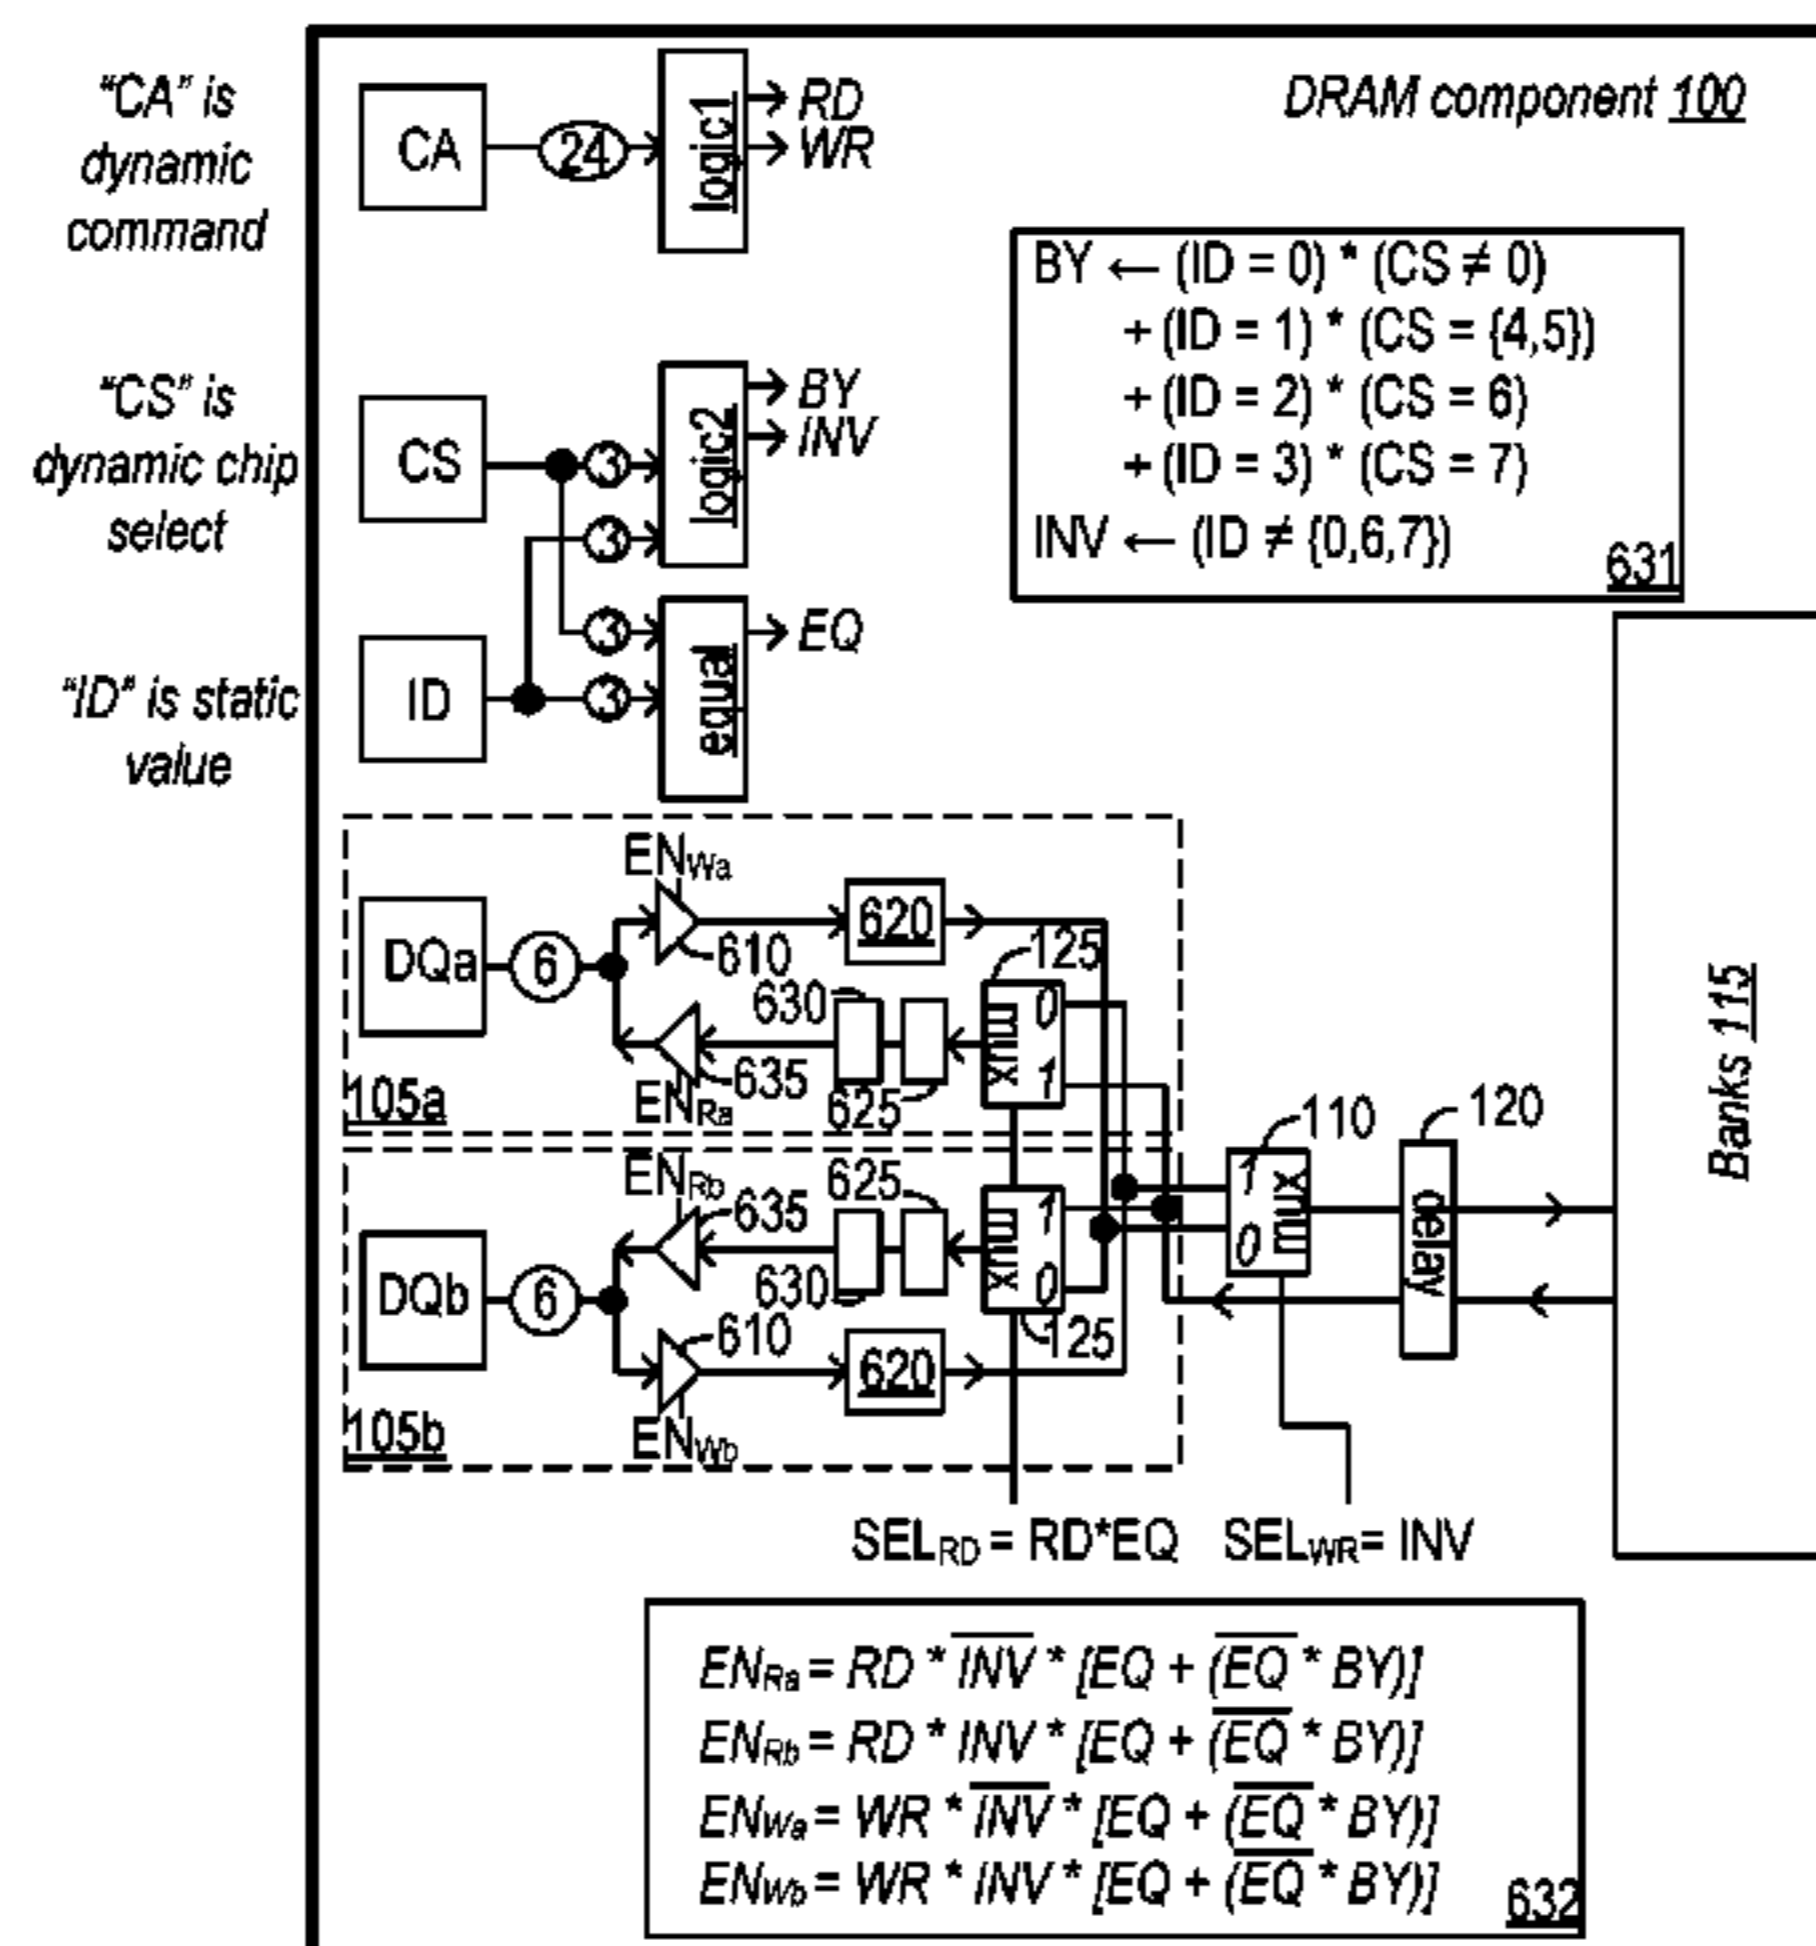 DRAM component 100
"CA" is
dynamic
command
CA
24
logic1
RD
WR
BY ← (ID = 0) * (CS ≠ 0)
+ (ID = 1) * (CS = {4,5})
+ (ID = 2) * (CS = 6)
+ (ID = 3) * (CS = 7)
INV ← (ID ≠ {0,6,7})
631
"CS" is
dynamic chip
select
CS
3
3
logic2
BY
INV
"ID" is static
value
ID
3
3
equal
EQ
ENWa
DQa
6
610
620
125
630
mux
0
1
635
625
ENRa
105a
ENRb
625
635
DQb
6
630
mux
1
0
610
620
125
ENWb
105b
110
1
0
mux
120
delay
Banks 115
SELRD = RD*EQ
SELWR= INV
ENRa = RD * I̅N̅V̅ * [EQ + (E̅Q̅ * BY)]
ENRb = RD * INV * [EQ + (E̅Q̅ * BY)]
ENWa = WR * I̅N̅V̅ * [EQ + (E̅Q̅ * BY)]
ENWb = WR * INV * [EQ + (E̅Q̅ * BY)]
632